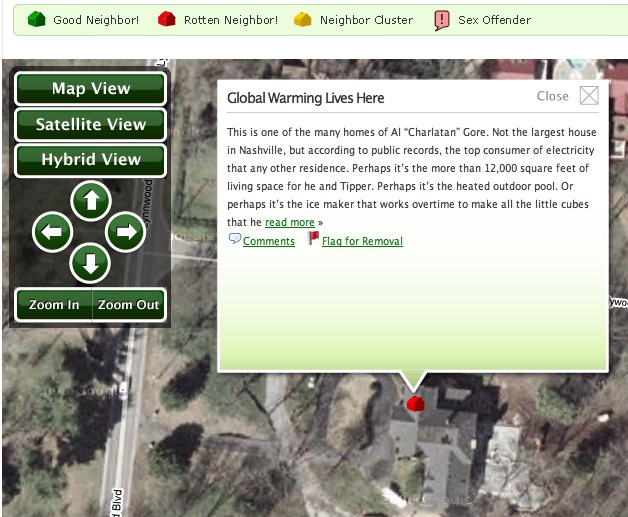 Good Neighbor!
Rotten Neighbor!
Neighbor Cluster
Sex Offender
Map View
Satellite View
Hybrid View
Zoom In
Zoom Out
Global Warming Lives Here
Close
This is one of the many homes of Al “Charlatan” Gore. Not the largest house
in Nashville, but according to public records, the top consumer of electricity
that any other residence. Perhaps it’s the more than 12,000 square feet of
living space for he and Tipper. Perhaps it’s the heated outdoor pool. Or
perhaps it’s the ice maker that works overtime to make all the little cubes
that he read more »
Comments
Flag for Removal
Google
d Blvd